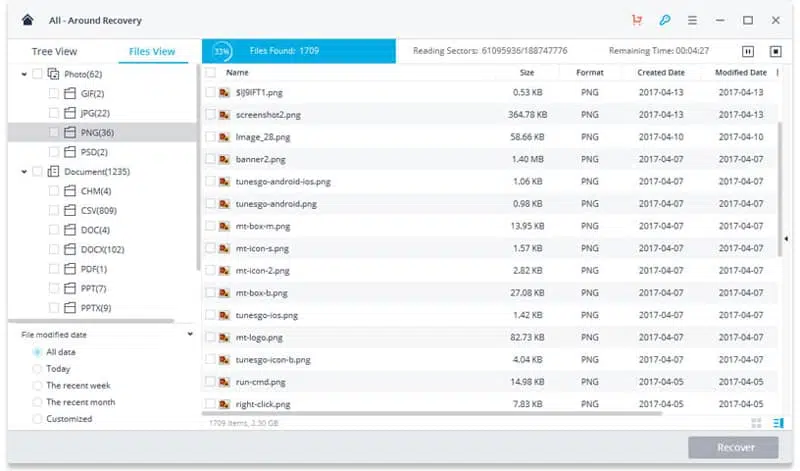 All - Around Recovery
Tree View Files View
33% Files Found: 1709 Reading Sectors: 61095936/188747776 Remaining Time: 00:04:27
Photo(62)
GIF(2)
JPG(22)
PNG(36)
PSD(2)
Document(1235)
CHM(4)
CSV(809)
DOC(4)
DOCX(102)
PDF(1)
PPT(7)
PPTX(9)
File modified date
All data
Today
The recent week
The recent month
Customized
Name Size Format Created Date Modified Date
$IJ9IFT1.png 0.53 KB PNG 2017-04-13 2017-04-13
screenshot2.png 364.78 KB PNG 2017-04-13 2017-04-13
Image_28.png 58.66 KB PNG 2017-04-10 2017-04-10
banner2.png 1.40 MB PNG 2017-04-07 2017-04-07
tunesgo-android-ios.png 1.06 KB PNG 2017-04-07 2017-04-07
tunesgo-android.png 0.98 KB PNG 2017-04-07 2017-04-07
mt-box-m.png 13.95 KB PNG 2017-04-07 2017-04-07
mt-icon-s.png 1.57 KB PNG 2017-04-07 2017-04-07
mt-icon-2.png 2.82 KB PNG 2017-04-07 2017-04-07
mt-box-b.png 27.08 KB PNG 2017-04-07 2017-04-07
tunesgo-ios.png 1.42 KB PNG 2017-04-07 2017-04-07
mt-logo.png 82.73 KB PNG 2017-04-07 2017-04-07
tunesgo-icon-b.png 4.04 KB PNG 2017-04-07 2017-04-07
run-cmd.png 14.98 KB PNG 2017-04-05 2017-04-05
right-click.png 7.83 KB PNG 2017-04-05 2017-04-05
1709 items, 2.30 GB
Recover